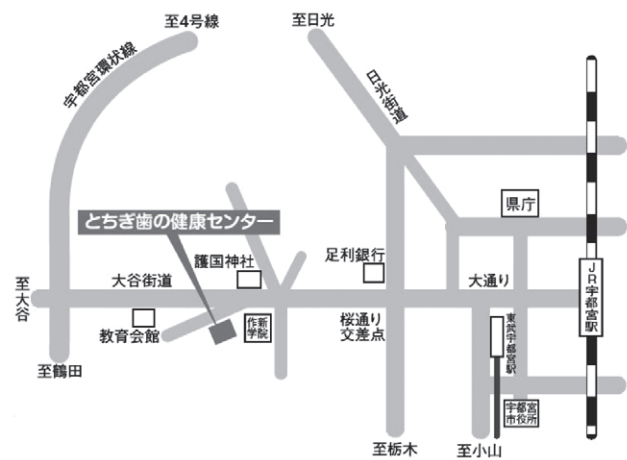 至4号線
至日光
宇都宮環状線
日光街道
県庁
とちぎ歯の健康センター
護国神社
足利銀行
大谷街道
大通り
至大谷
JR宇都宮駅
教育会館
作新
学院
桜通り
交差点
東武宇都宮駅
至鶴田
宇都宮
市役所
至栃木
至小山